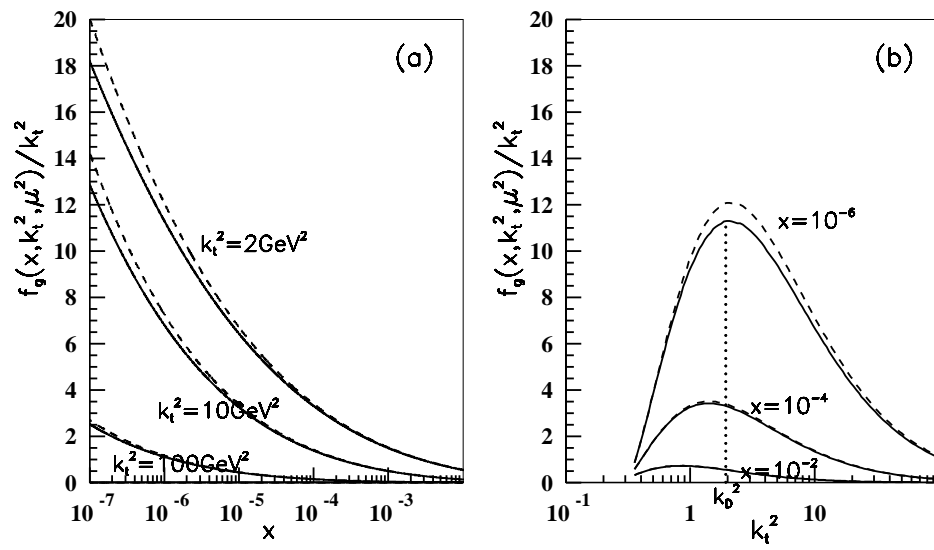 f_g(x,k_t^2,μ^2)/k_t^2
20
18
16
14
12
10
8
6
4
2
0
(a)
k_t^2=2GeV^2
k_t^2=10GeV^2
k_t^2=100GeV^2
10^-7 10^-6 10^-5 10^-4 10^-3
x
f_g(x,k_t^2,μ^2)/k_t^2
20
18
16
14
12
10
8
6
4
2
0
(b)
x=10^-6
x=10^-4
x=10^-2
10^-1 1 10
k_D^2
k_t^2